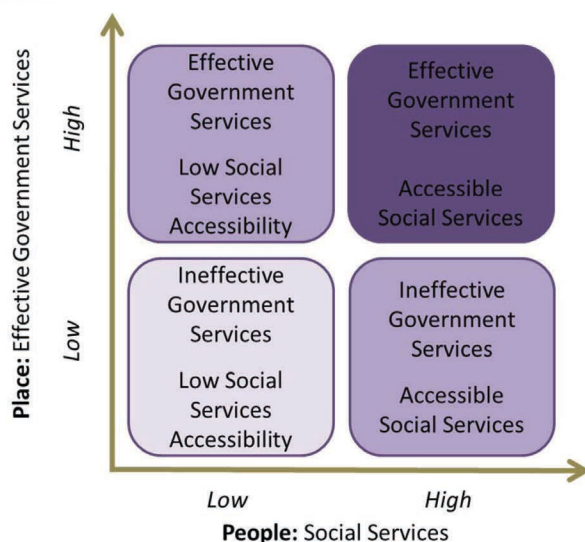 Place: Effective Government Services
High
Low
Effective
Government
Services
Low Social
Services
Accessibility
Effective
Government
Services
Accessible
Social Services
Ineffective
Government
Services
Low Social
Services
Accessibility
Ineffective
Government
Services
Accessible
Social Services
Low
High
People: Social Services